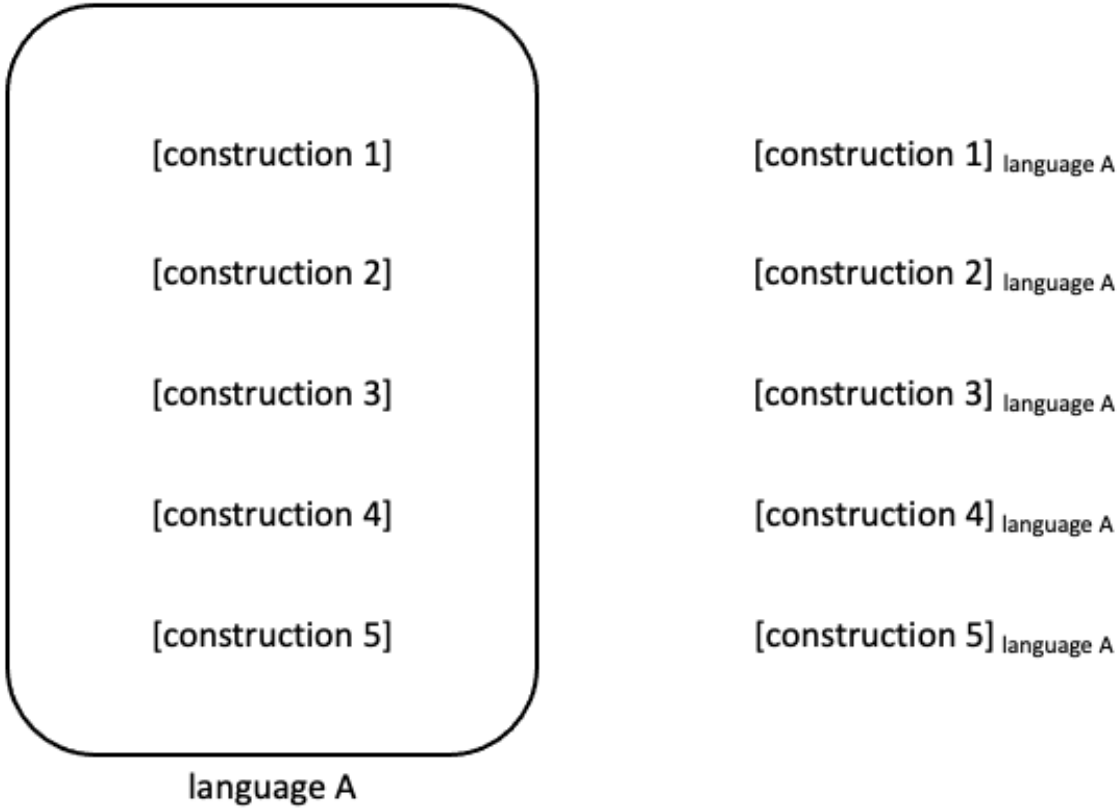 [construction 1] [construction 1] language A
[construction 2] [construction 2] language A
[construction 3] [construction 3] language A
[construction 4] [construction 4] language A
[construction 5] [construction 5] language A
language A